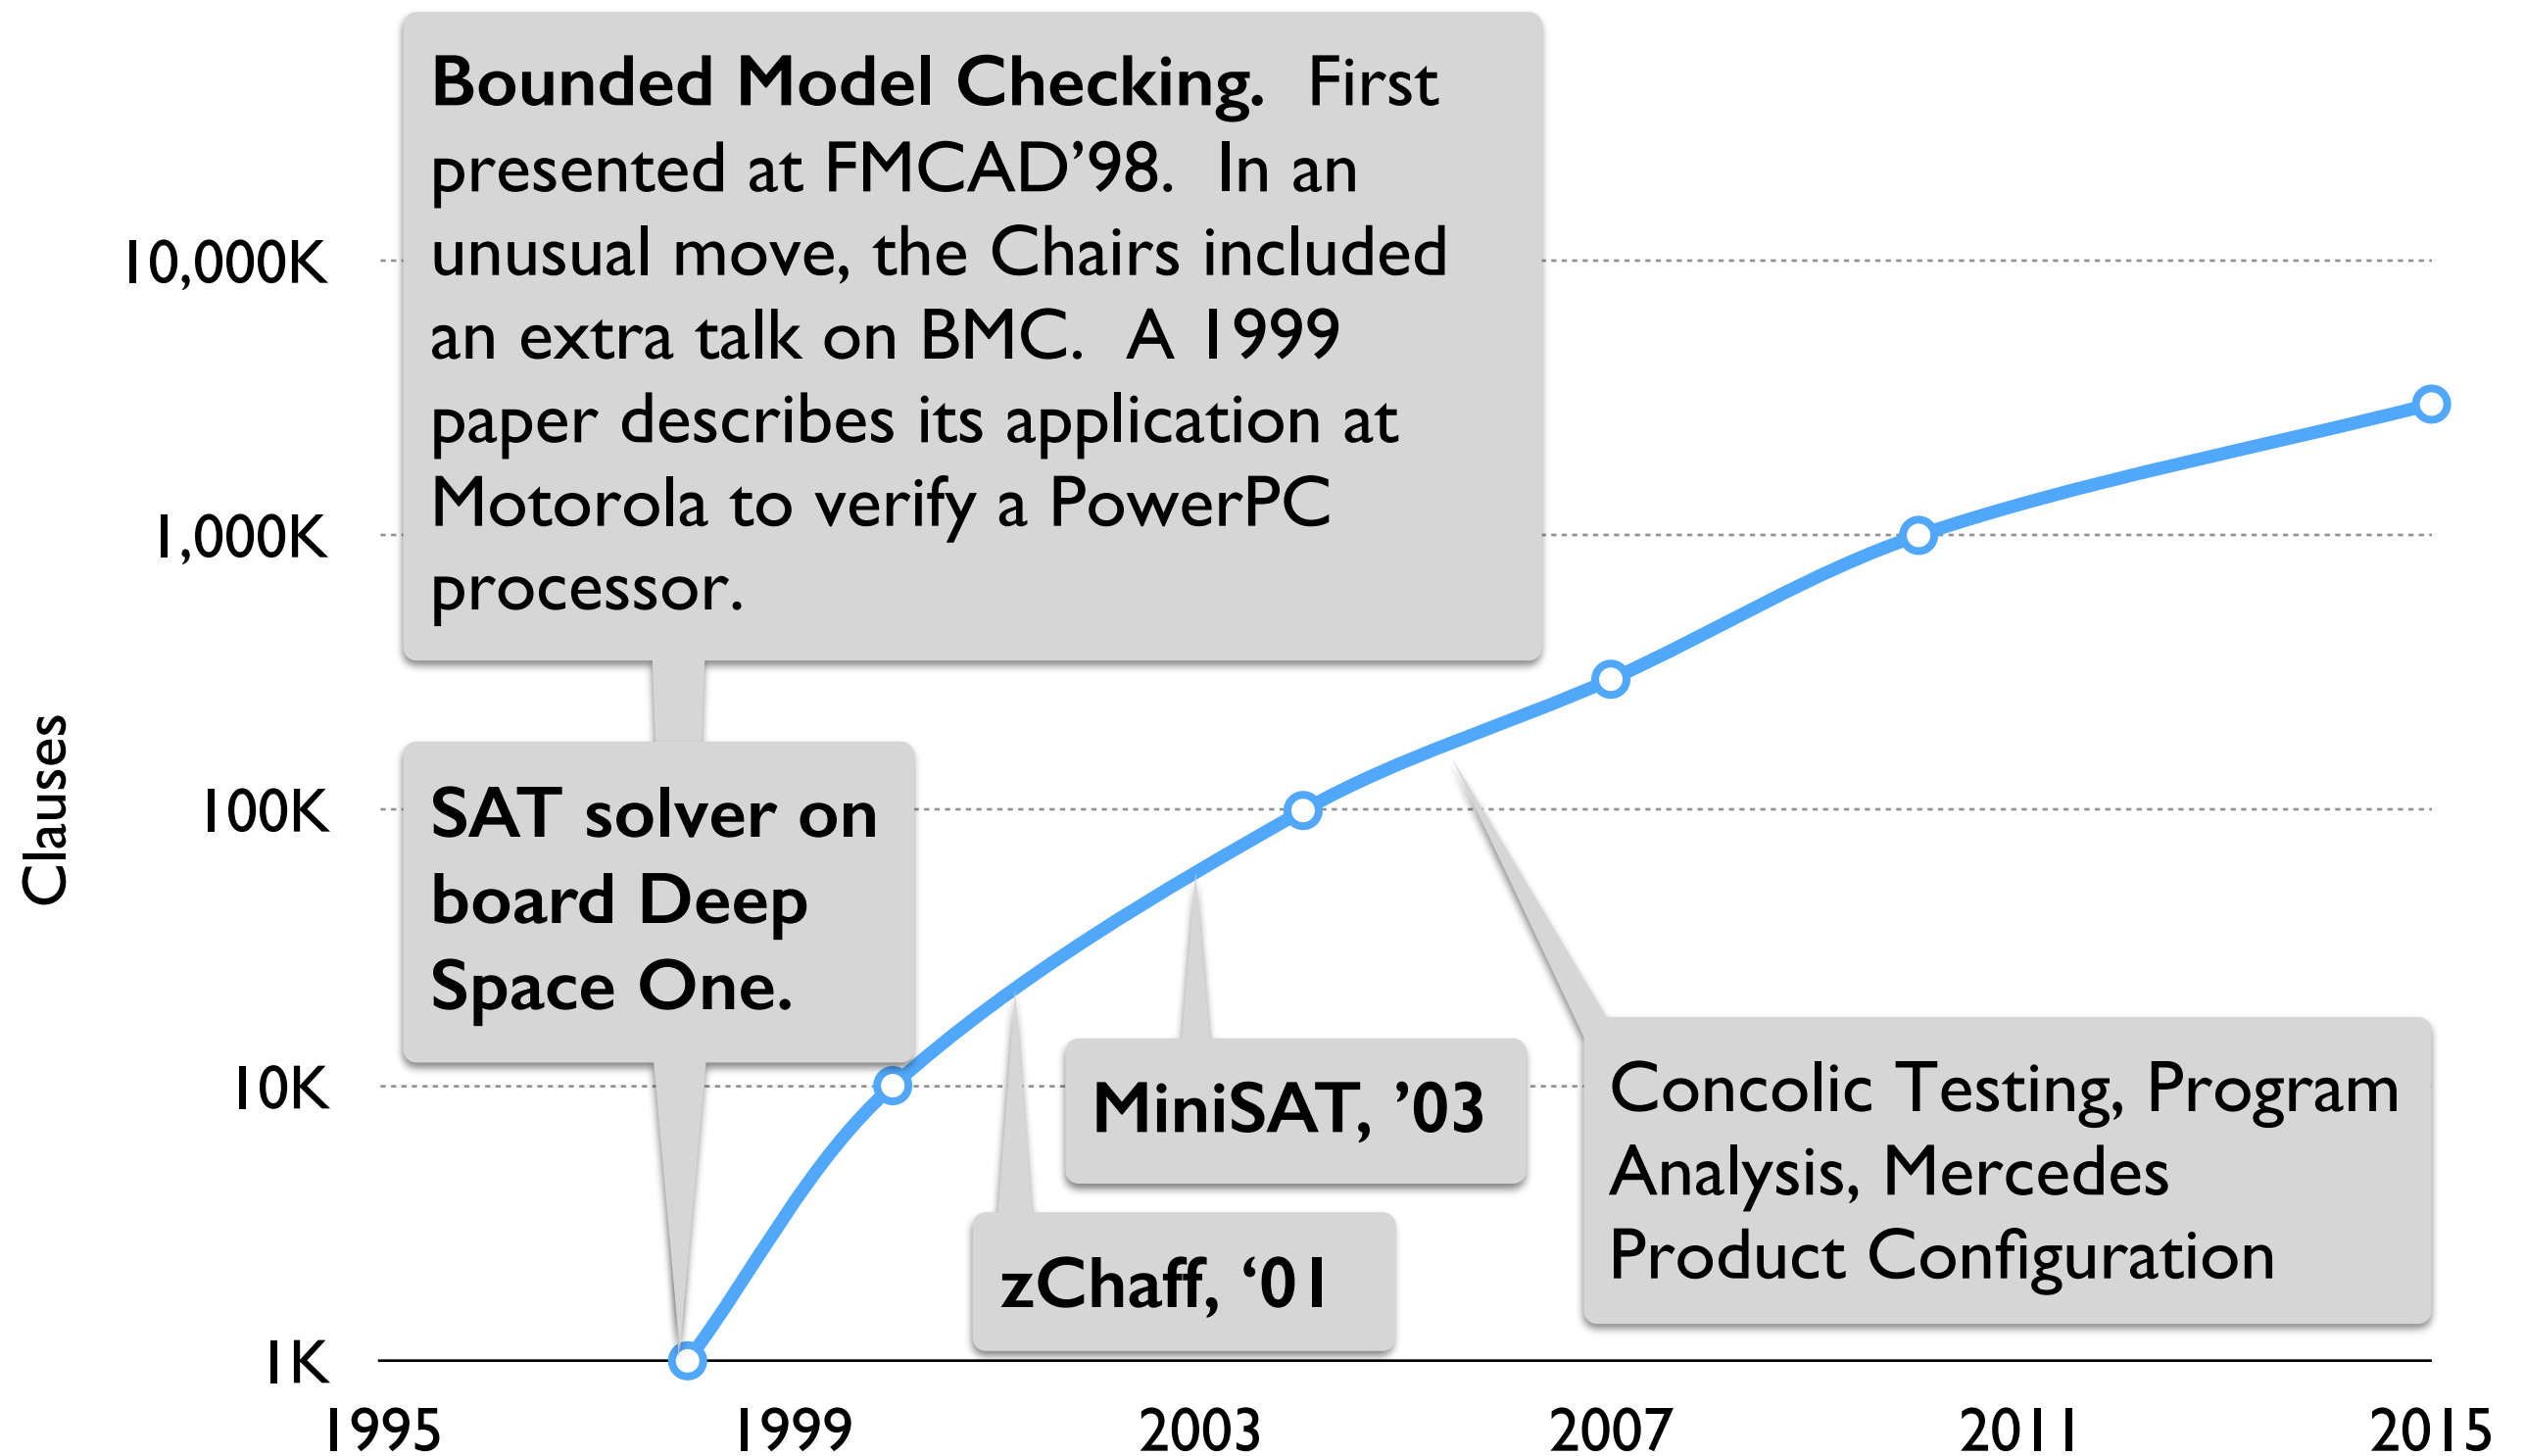 Bounded Model Checking. First
presented at FMCAD’98. In an
unusual move, the Chairs included
an extra talk on BMC. A 1999
paper describes its application at
Motorola to verify a PowerPC
processor.
10,000K
1,000K
100K
10K
1K
Clauses
SAT solver on
board Deep
Space One.
MiniSAT, ’03
zChaff, ‘01
Concolic Testing, Program
Analysis, Mercedes
Product Configuration
1995
1999
2003
2007
2011
2015